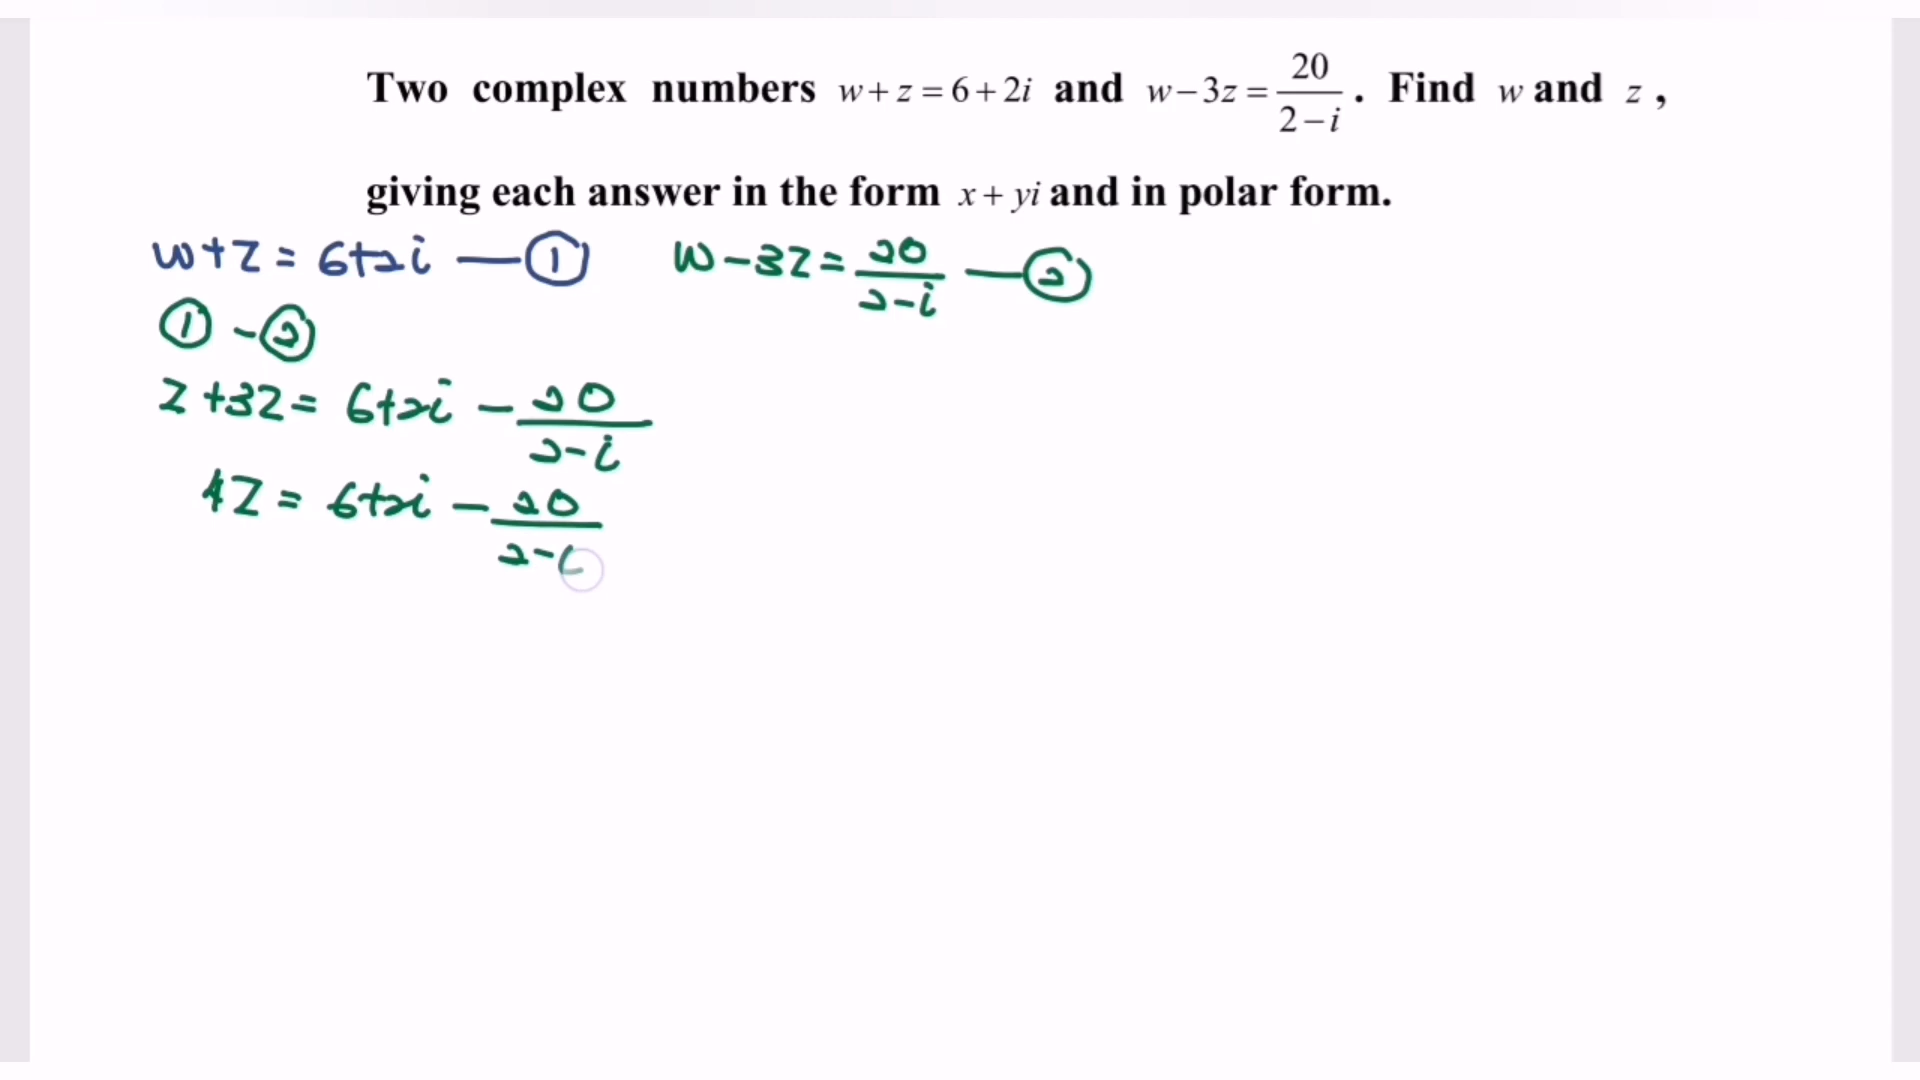 Two complex numbers w + z = 6 + 2i and w − 3z = 20/(2 − i). Find w and z,
giving each answer in the form x + yi and in polar form.
w+z = 6+2i —① w-3z = 20/(2-i) —②
① - ②
z+3z = 6+2i - 20/(2-i)
4z = 6+2i - 20/(2-i